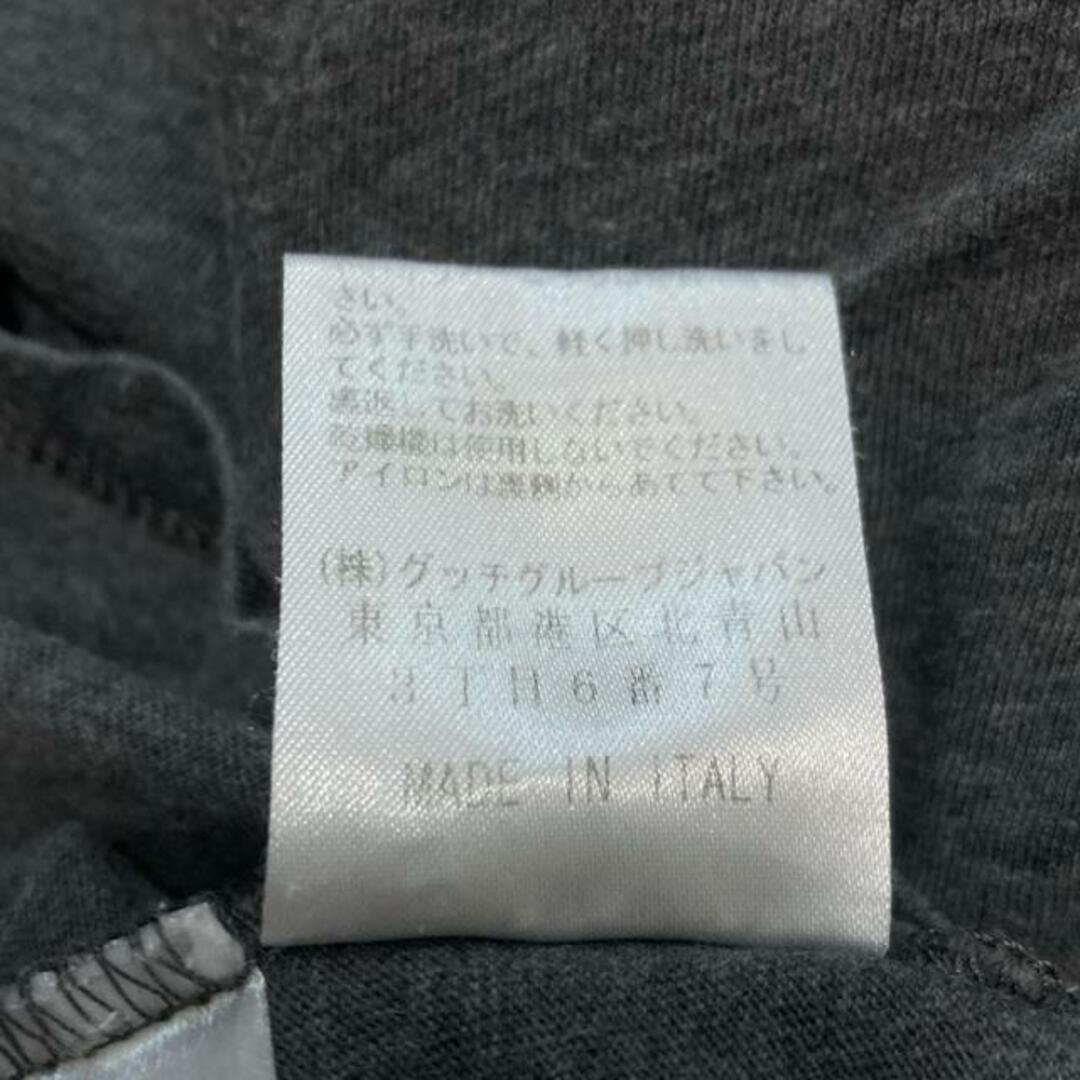 さい。
必ず手洗いで、軽く押し洗いをし
てください。
裏返してお洗いください。
乾燥機は使用しないでください。
アイロンは裏側からあてて下さい。
(株)グッチグループジャパン
東京都港区北青山
3丁目6番7号
MADE IN ITALY